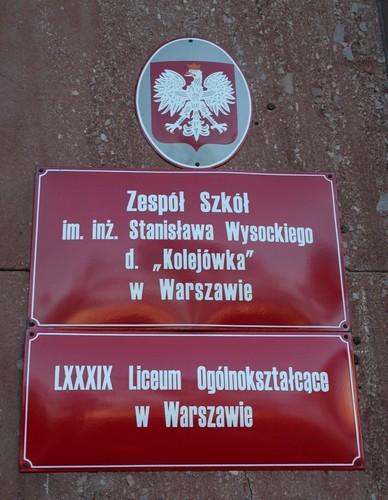 Zespół Szkół
im. inż. Stanisława Wysockiego
d. „Kolejówka"
w Warszawie
LXXXIX Liceum Ogólnokształcące
w Warszawie